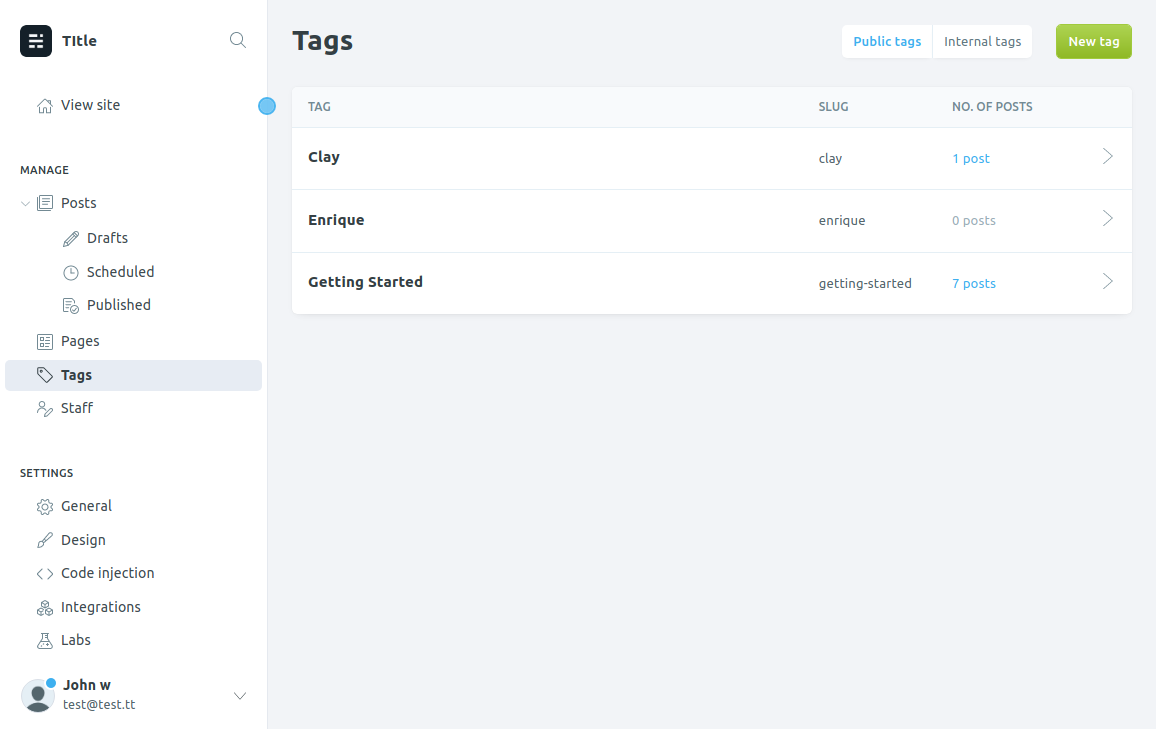 TItle
View site
MANAGE
Posts
Drafts
Scheduled
Published
Pages
Tags
Staff
SETTINGS
General
Design
Code injection
Integrations
Labs
John w
test@test.tt
Tags
Public tags Internal tags New tag
TAG SLUG NO. OF POSTS
Clay clay 1 post
Enrique enrique 0 posts
Getting Started getting-started 7 posts